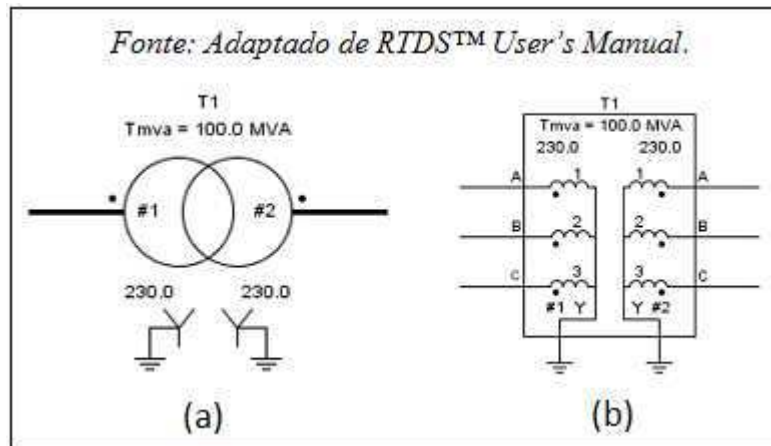 Fonte: Adaptado de RTDS™ User's Manual.
T1
Tmva = 100.0 MVA
#1 #2
230.0 230.0
(a)
T1
Tmva = 100.0 MVA
230.0 230.0
A 1 1 A
B 2 2 B
C 3 3 C
#1 Y Y #2
(b)